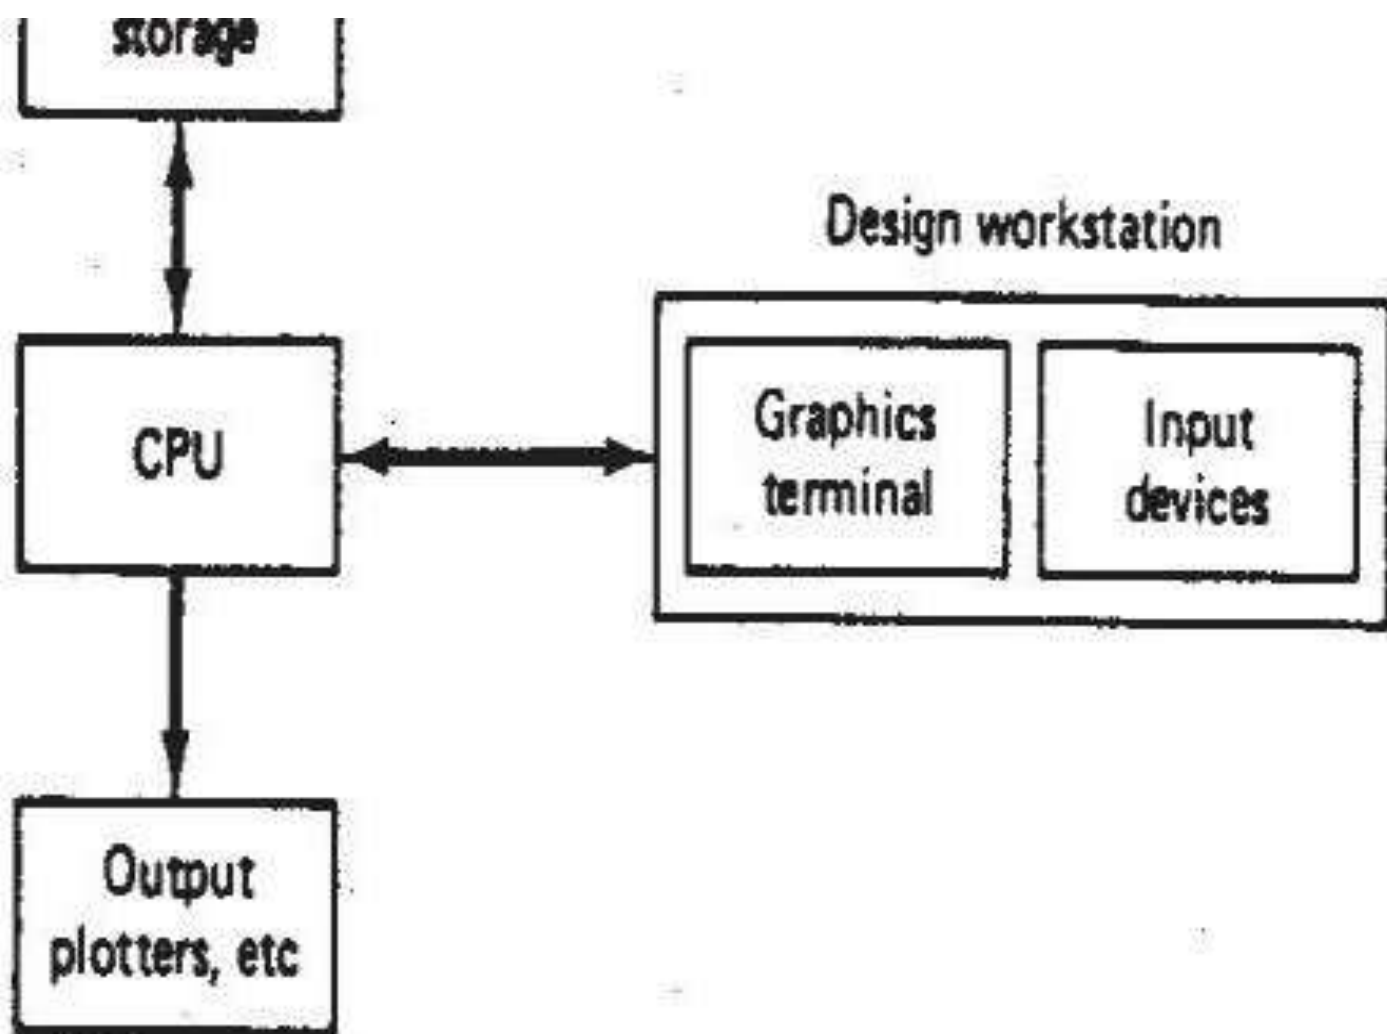 storage
Design workstation
CPU
Graphics
terminal
Input
devices
Output
plotters, etc